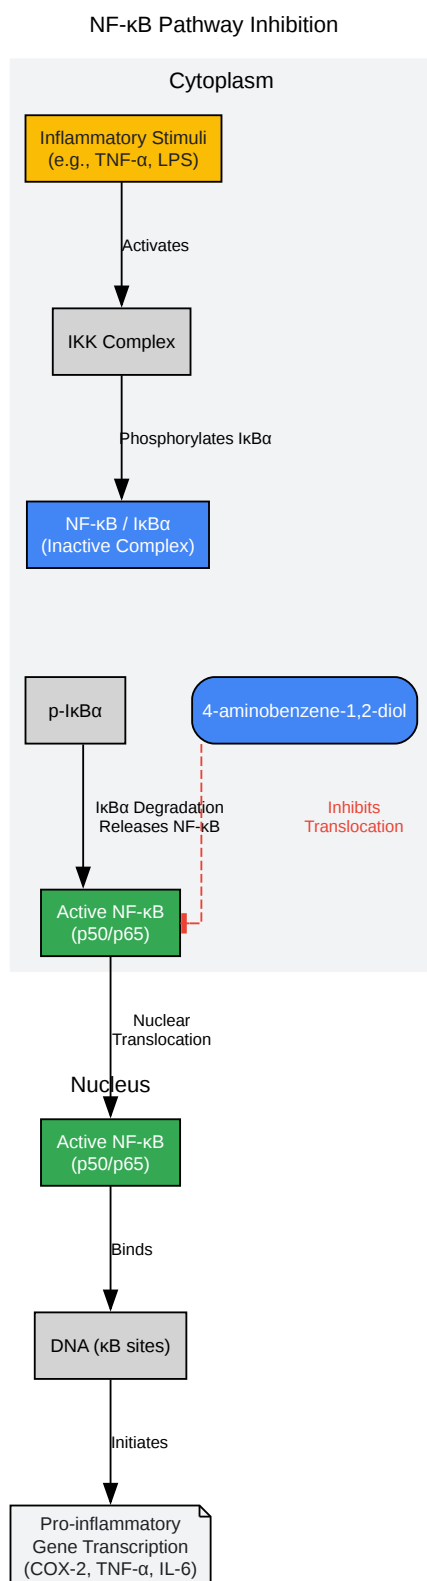 NF-κB Pathway Inhibition
Cytoplasm
Inflammatory Stimuli
(e.g., TNF-α, LPS)
Activates
IKK Complex
Phosphorylates IκBα
NF-κB / IκBα
(Inactive Complex)
p-IκBα
4-aminobenzene-1,2-diol
IκBα Degradation
Releases NF-κB
Inhibits
Translocation
Active NF-κB
(p50/p65)
Nuclear
Translocation
Nucleus
Active NF-κB
(p50/p65)
Binds
DNA (κB sites)
Initiates
Pro-inflammatory
Gene Transcription
(COX-2, TNF-α, IL-6)